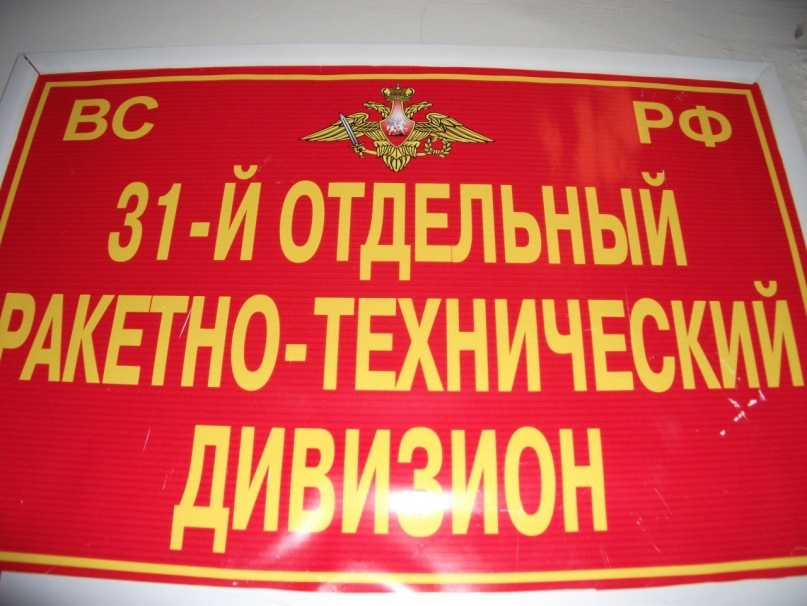 ВС РФ
31-Й ОТДЕЛЬНЫЙ
РАКЕТНО-ТЕХНИЧЕСКИЙ
ДИВИЗИОН